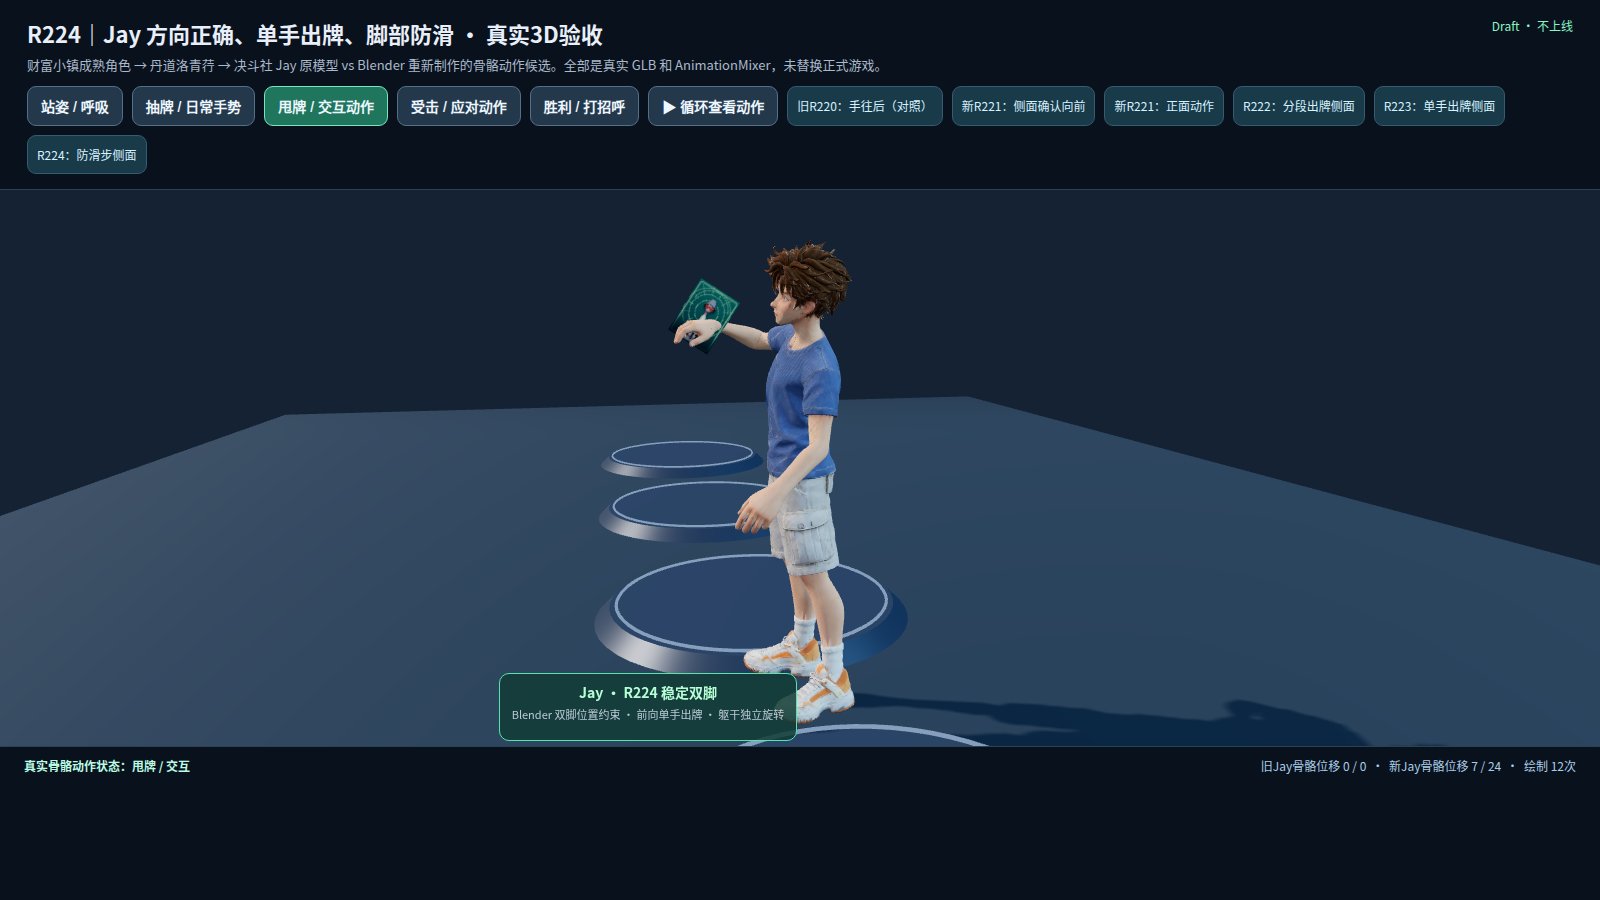 R224｜Jay 方向正确、单手出牌、脚部防滑 · 真实3D验收
Draft · 不上线
财富小镇成熟角色 → 丹道洛青荇 → 决斗社 Jay 原模型 vs Blender 重新制作的骨骼动作候选。全部是真实 GLB 和 AnimationMixer，未替换正式游戏。
站姿 / 呼吸
抽牌 / 日常手势
甩牌 / 交互动作
受击 / 应对动作
胜利 / 打招呼
▶ 循环查看动作
旧R220：手往后（对照）
新R221：侧面确认向前
新R221：正面动作
R222：分段出牌侧面
R223：单手出牌侧面
R224：防滑步侧面
Jay · R224 稳定双脚
Blender 双脚位置约束 · 前向单手出牌 · 躯干独立旋转
真实骨骼动作状态：甩牌 / 交互
旧Jay骨骼位移 0 / 0 · 新Jay骨骼位移 7 / 24 · 绘制 12次